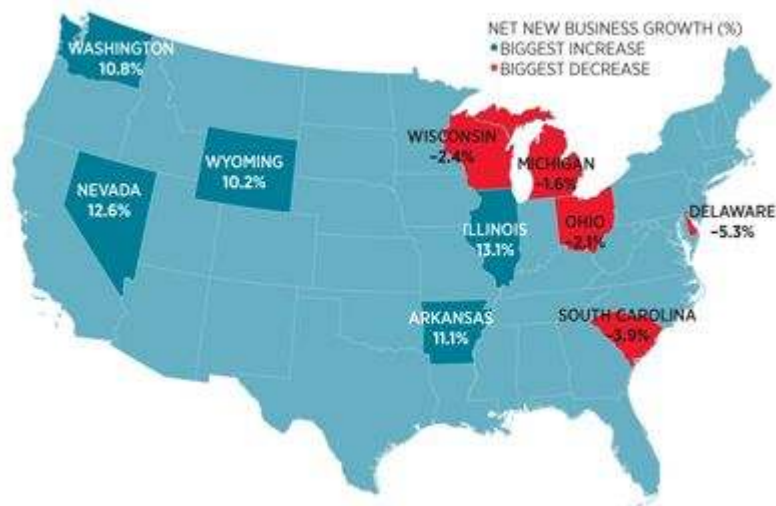 NET NEW BUSINESS GROWTH (%)
BIGGEST INCREASE
BIGGEST DECREASE
WASHINGTON
10.8%
WISCONSIN
-2.4%
MICHIGAN
-1.6%
WYOMING
10.2%
NEVADA
12.6%
ILLINOIS
13.1%
OHIO
-2.1%
DELAWARE
-5.3%
ARKANSAS
11.1%
SOUTH CAROLINA
-3.9%